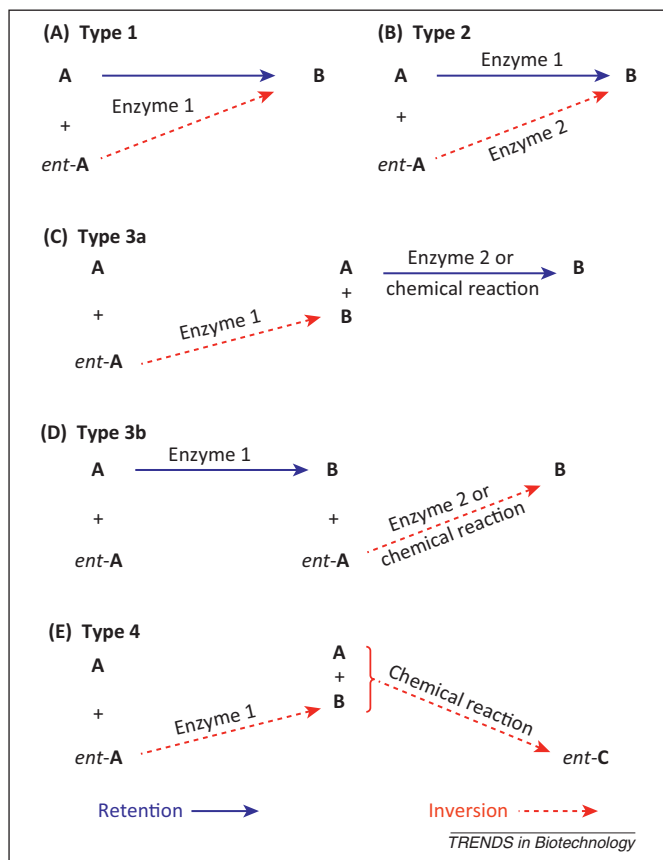 (A) Type 1
A
B
Enzyme 1
+
ent-A
(B) Type 2
Enzyme 1
A
B
+
Enzyme 2
ent-A
(C) Type 3a
A
A
Enzyme 2 or
chemical reaction
B
+
+
Enzyme 1
B
ent-A
(D) Type 3b
Enzyme 1
A
B
B
+
+
Enzyme 2 or
chemical reaction
ent-A
ent-A
(E) Type 4
A
A
+
+
Enzyme 1
B
Chemical reaction
ent-A
ent-C
Retention
Inversion
TRENDS in Biotechnology